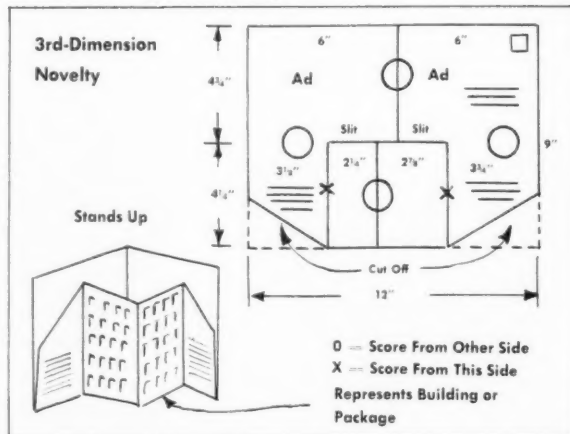 3rd-Dimension
Novelty
6"
6"
4¾"
Ad
Ad
Slit
Slit
9"
3⅛"
2¼"
2⅞"
3¾"
4¼"
Stands Up
Cut Off
12"
O = Score From Other Side
X = Score From This Side
Represents Building or
Package